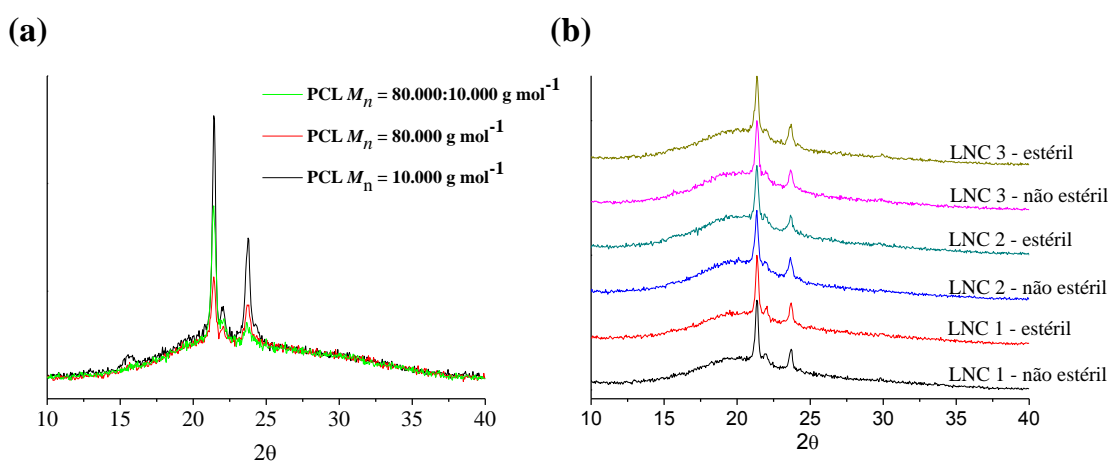 (a)
PCL Mn = 80.000:10.000 g mol-1
PCL Mn = 80.000 g mol-1
PCL Mn = 10.000 g mol-1
10 15 20 25 30 35 40
2θ
(b)
LNC 3 - estéril
LNC 3 - não estéril
LNC 2 - estéril
LNC 2 - não estéril
LNC 1 - estéril
LNC 1 - não estéril
10 15 20 25 30 35 40
2θ